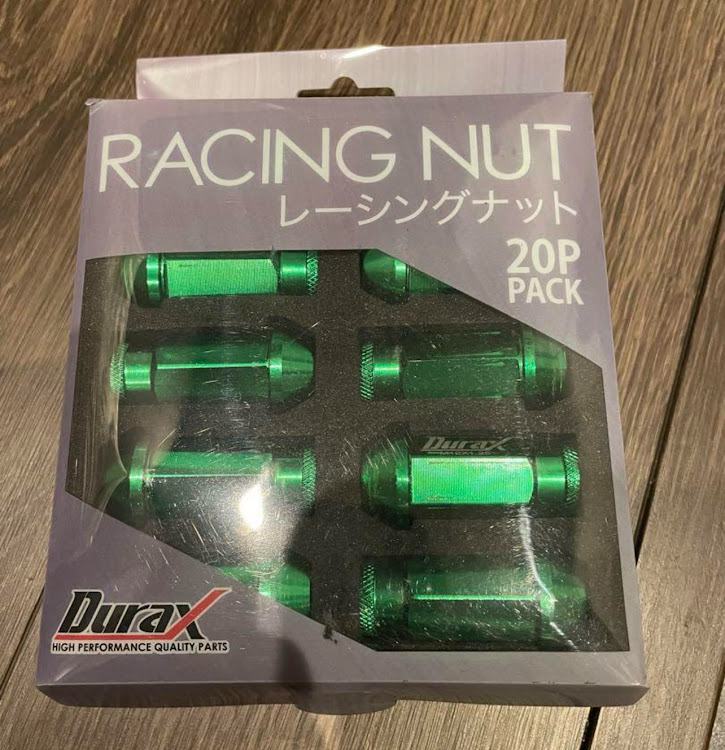 RACING NUT
レーシングナット
20P
PACK
DuraX
DuraX
HIGH PERFORMANCE QUALITY PARTS